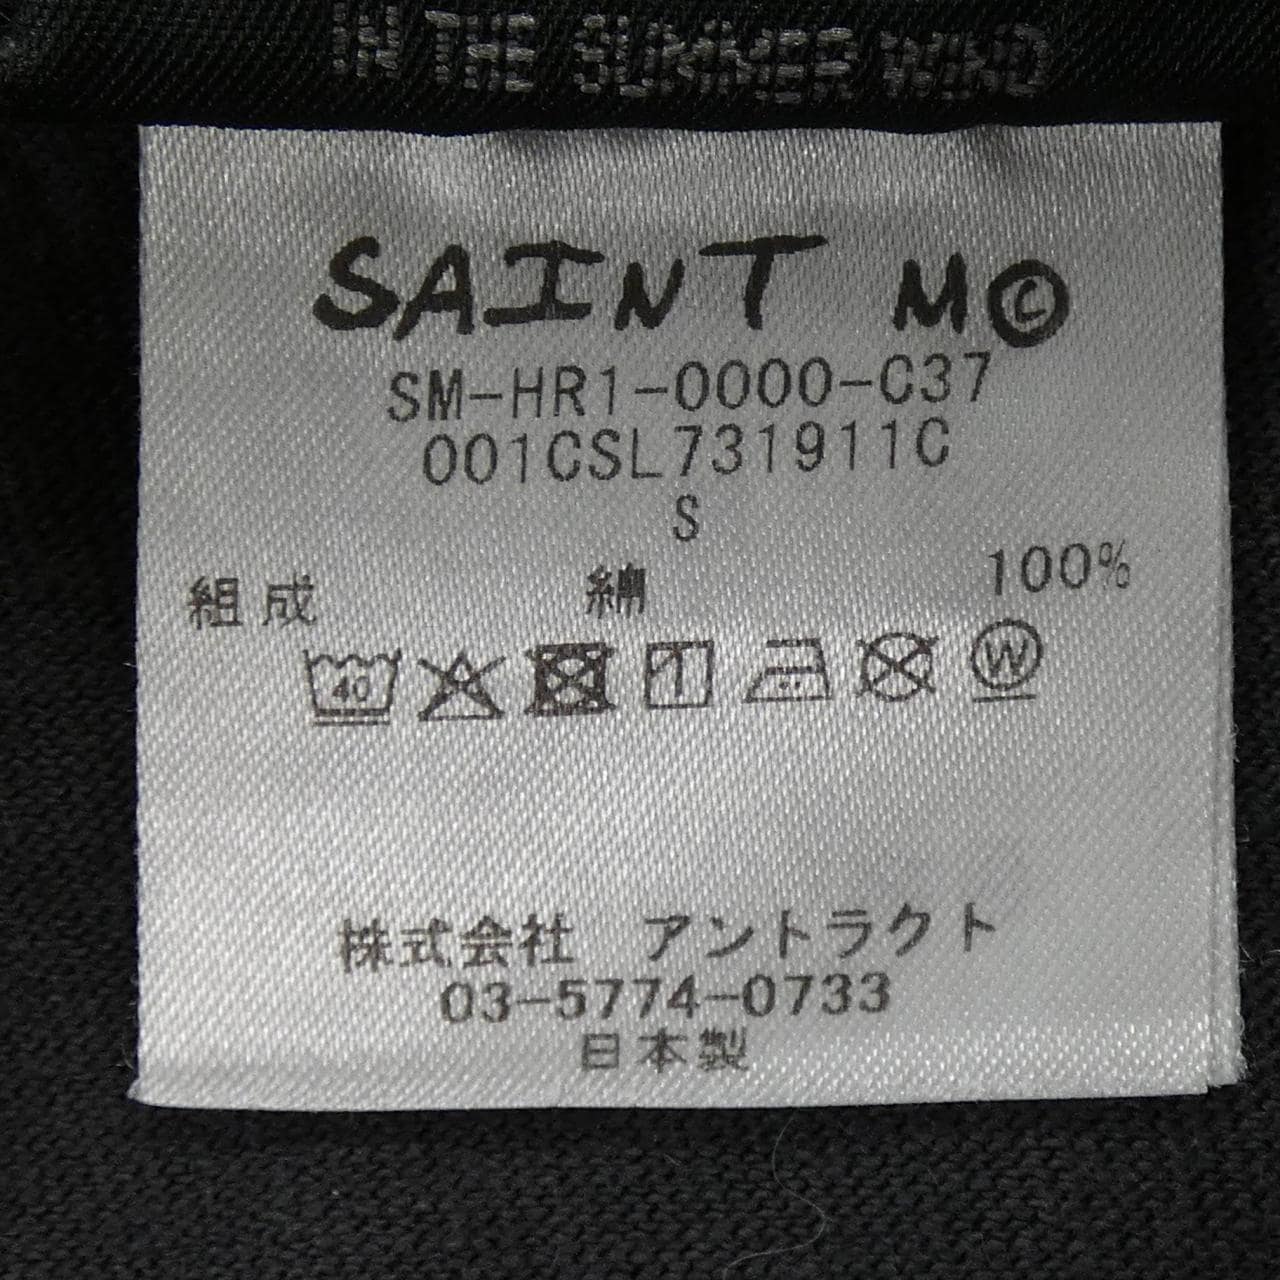 IN THE SUMMER WIND
SAINT M©
SM-HR1-0000-C37
001CSL731911C
S
組成 綿 100%
40 W
株式会社 アントラクト
03-5774-0733
日本製